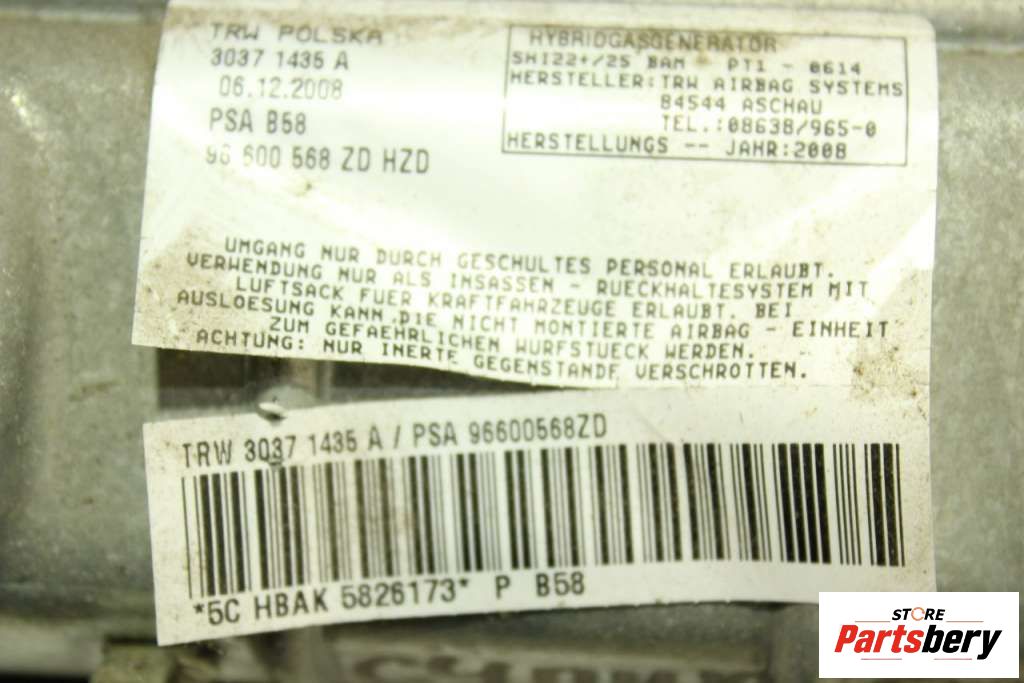 TRW POLSKA
3037 1435 A
06.12.2008
PSA B58
96 600 568 ZD HZD
HYBRIDGASGENERATOR
SHI22+/25 BAM PT1 - 0614
HERSTELLER: TRW AIRBAG SYSTEMS
84544 ASCHAU
TEL.:08638/965-0
HERSTELLUNGS -- JAHR:2008
UMGANG NUR DURCH GESCHULTES PERSONAL ERLAUBT.
VERWENDUNG NUR ALS INSASSEN - RUECKHALTESYSTEM MIT
LUFTSACK FUER KRAFTFAHRZEUGE ERLAUBT. BEI
AUSLOESUNG KANN DIE NICHT MONTIERTE AIRBAG - EINHEIT
ZUM GEFAEHRLICHEN WURFSTUECK WERDEN.
ACHTUNG: NUR INERTE GEGENSTANDE VERSCHROTTEN.
TRW 3037 1435 A / PSA 96600568ZD
*5C HBAK 5826173* P B58
STORE
Partsbery